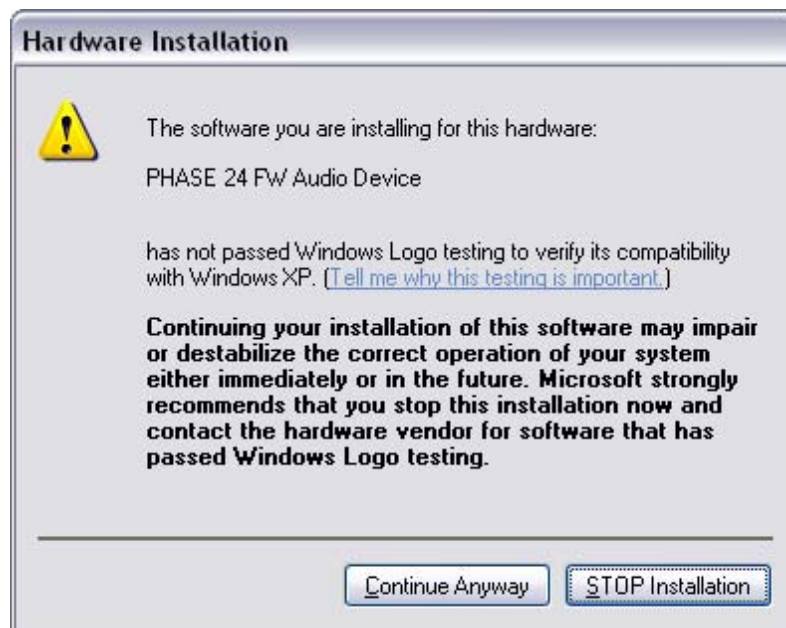 Hardware Installation
The software you are installing for this hardware:
PHASE 24 FW Audio Device
has not passed Windows Logo testing to verify its compatibility
with Windows XP. (Tell me why this testing is important.)
Continuing your installation of this software may impair
or destabilize the correct operation of your system
either immediately or in the future. Microsoft strongly
recommends that you stop this installation now and
contact the hardware vendor for software that has
passed Windows Logo testing.
Continue Anyway
STOP Installation